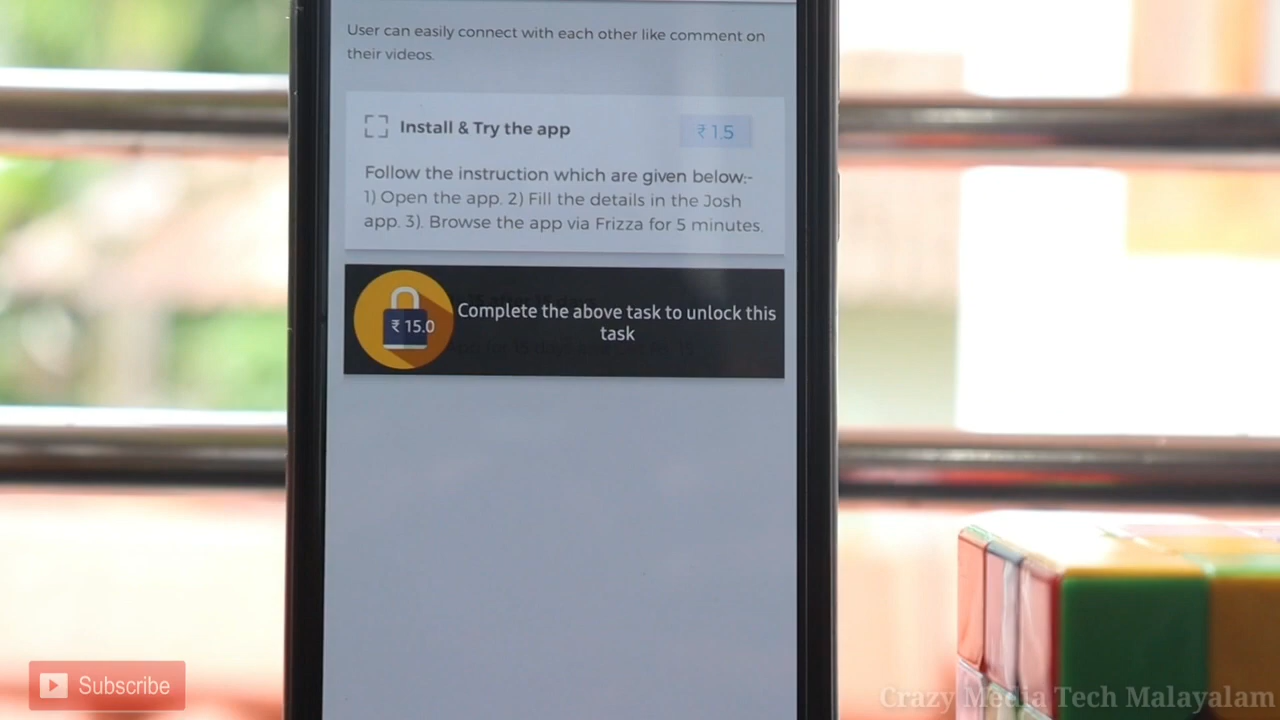 User can easily connect with each other like comment on
their videos.
Install & Try the app
₹ 1.5
Follow the instruction which are given below:-
1) Open the app. 2) Fill the details in the Josh
app. 3). Browse the app via Frizza for 5 minutes.
₹ 15.0
Complete the above task to unlock this
task
Subscribe
Crazy Media Tech Malayalam